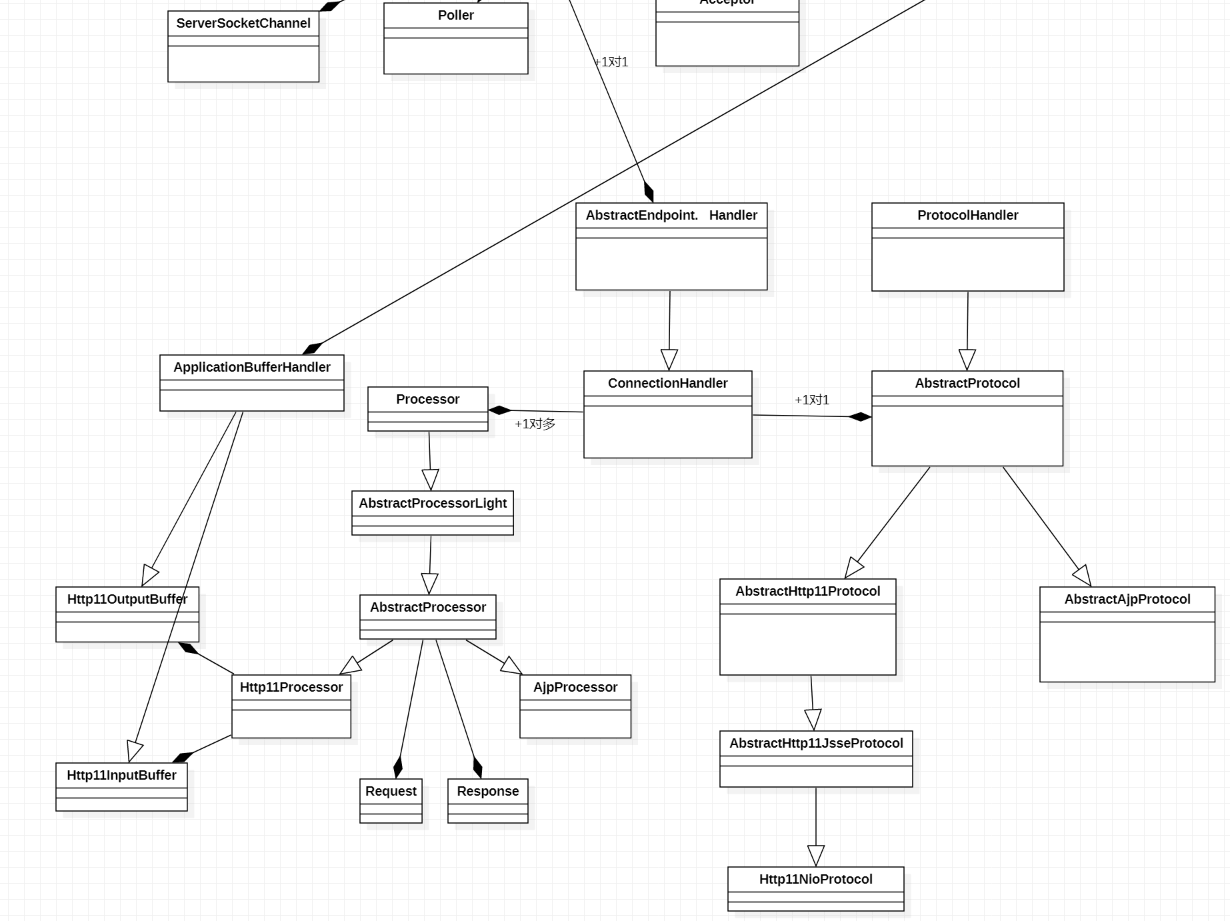 Acceptor
Poller
ServerSocketChannel
+1对1
AbstractEndpoint. Handler
ProtocolHandler
ApplicationBufferHandler
ConnectionHandler
AbstractProtocol
Processor
+1对1
+1对多
AbstractProcessorLight
Http11OutputBuffer
AbstractProcessor
AbstractHttp11Protocol
AbstractAjpProtocol
Http11Processor
AjpProcessor
AbstractHttp11JsseProtocol
Http11InputBuffer
Request
Response
Http11NioProtocol